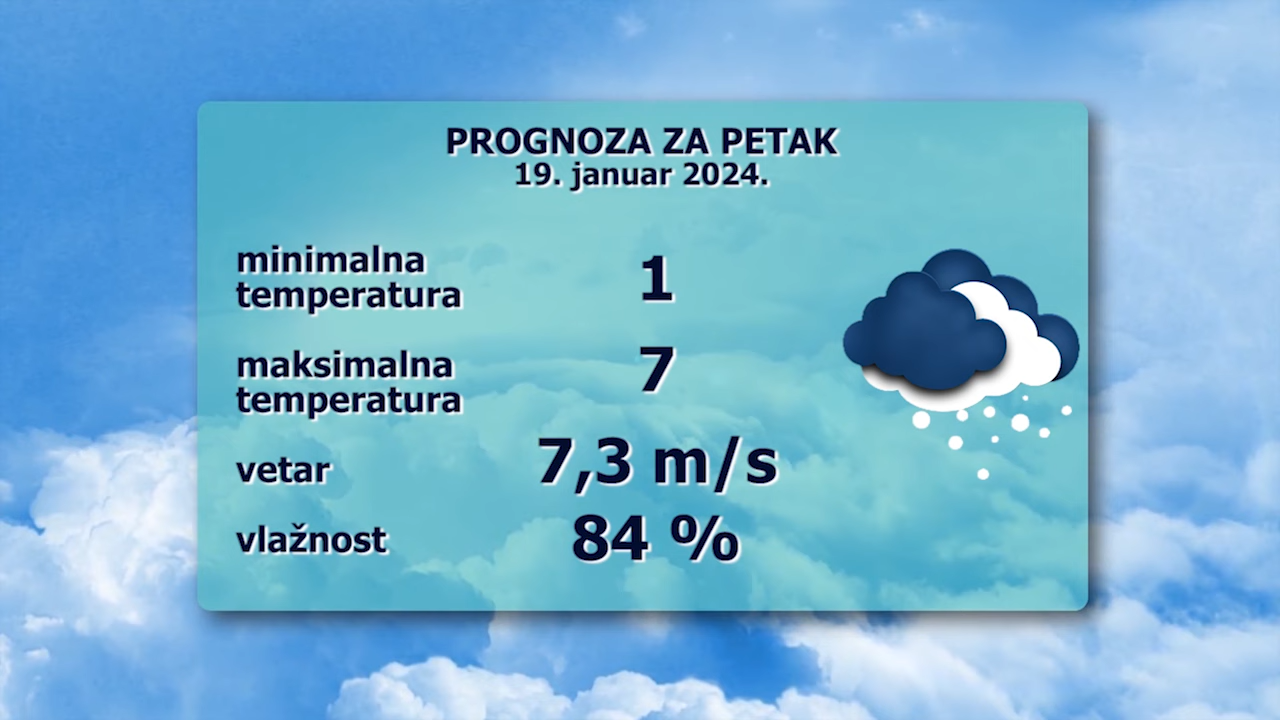 PROGNOZA ZA PETAK
19. januar 2024.
minimalna
temperatura
1
maksimalna
temperatura
7
vetar
7,3 m/s
vlažnost
84 %